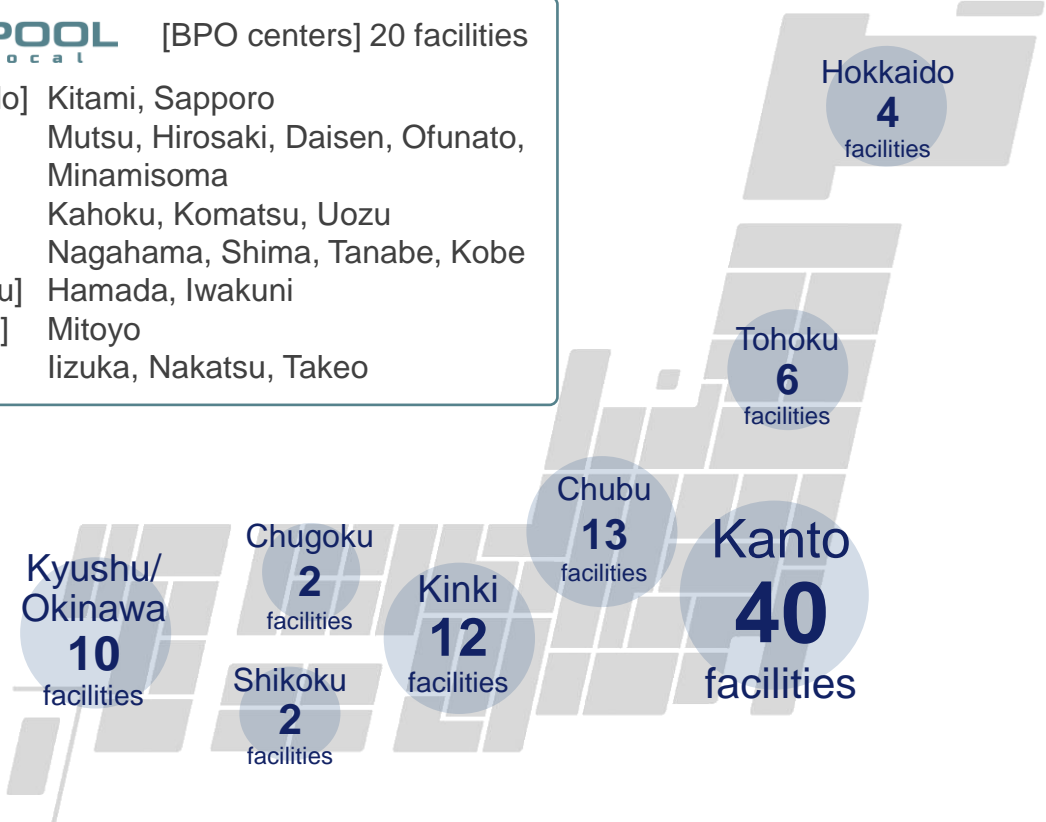 POOL [BPO centers] 20 facilities
ocal
o] Kitami, Sapporo
Mutsu, Hirosaki, Daisen, Ofunato,
Minamisoma
Kahoku, Komatsu, Uozu
Nagahama, Shima, Tanabe, Kobe
u] Hamada, Iwakuni
] Mitoyo
Iizuka, Nakatsu, Takeo
Hokkaido
4
facilities
Tohoku
6
facilities
Chubu
13
facilities
Kanto
40
facilities
Chugoku
2
facilities
Kinki
12
facilities
Kyushu/
Okinawa
10
facilities
Shikoku
2
facilities